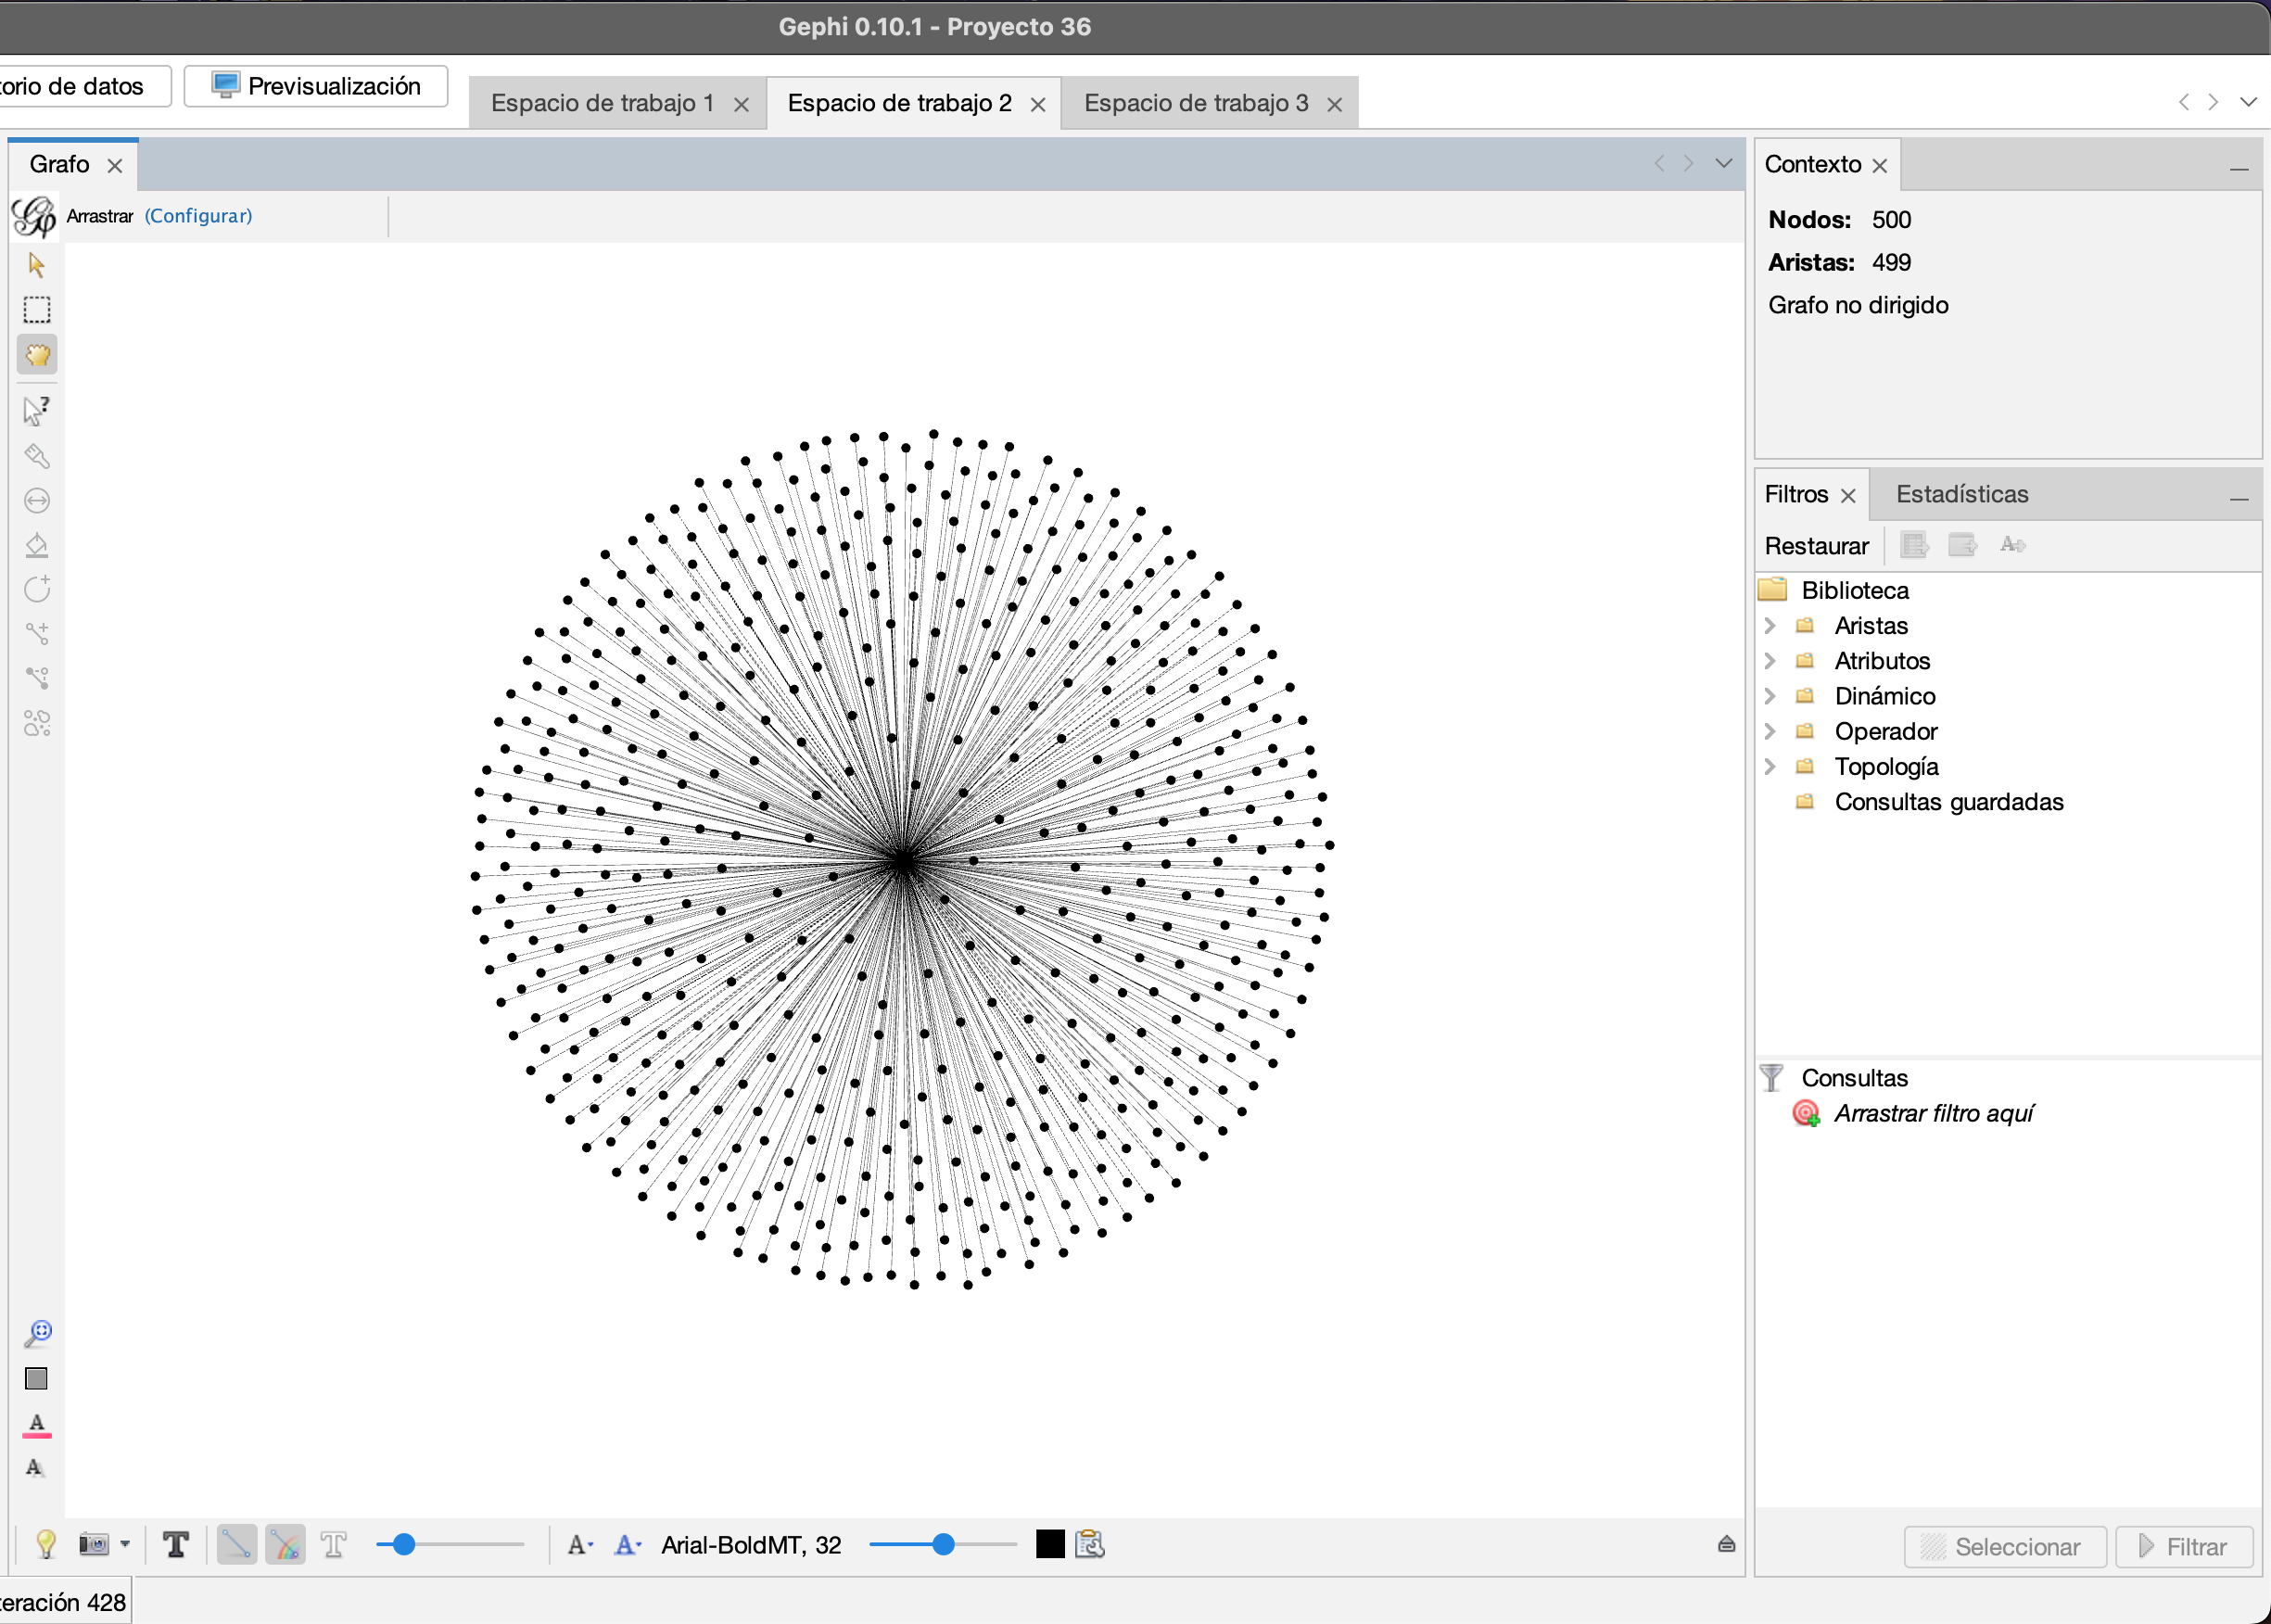 Gephi 0.10.1 - Proyecto 36
torio de datos
Previsualización
Espacio de trabajo 1
Espacio de trabajo 2
Espacio de trabajo 3
Grafo
Arrastrar (Configurar)
Contexto
Nodos: 500
Aristas: 499
Grafo no dirigido
Filtros
Estadísticas
Restaurar
Biblioteca
Aristas
Atributos
Dinámico
Operador
Topología
Consultas guardadas
Consultas
Arrastrar filtro aquí
Arial-BoldMT, 32
Seleccionar
Filtrar
teración 428